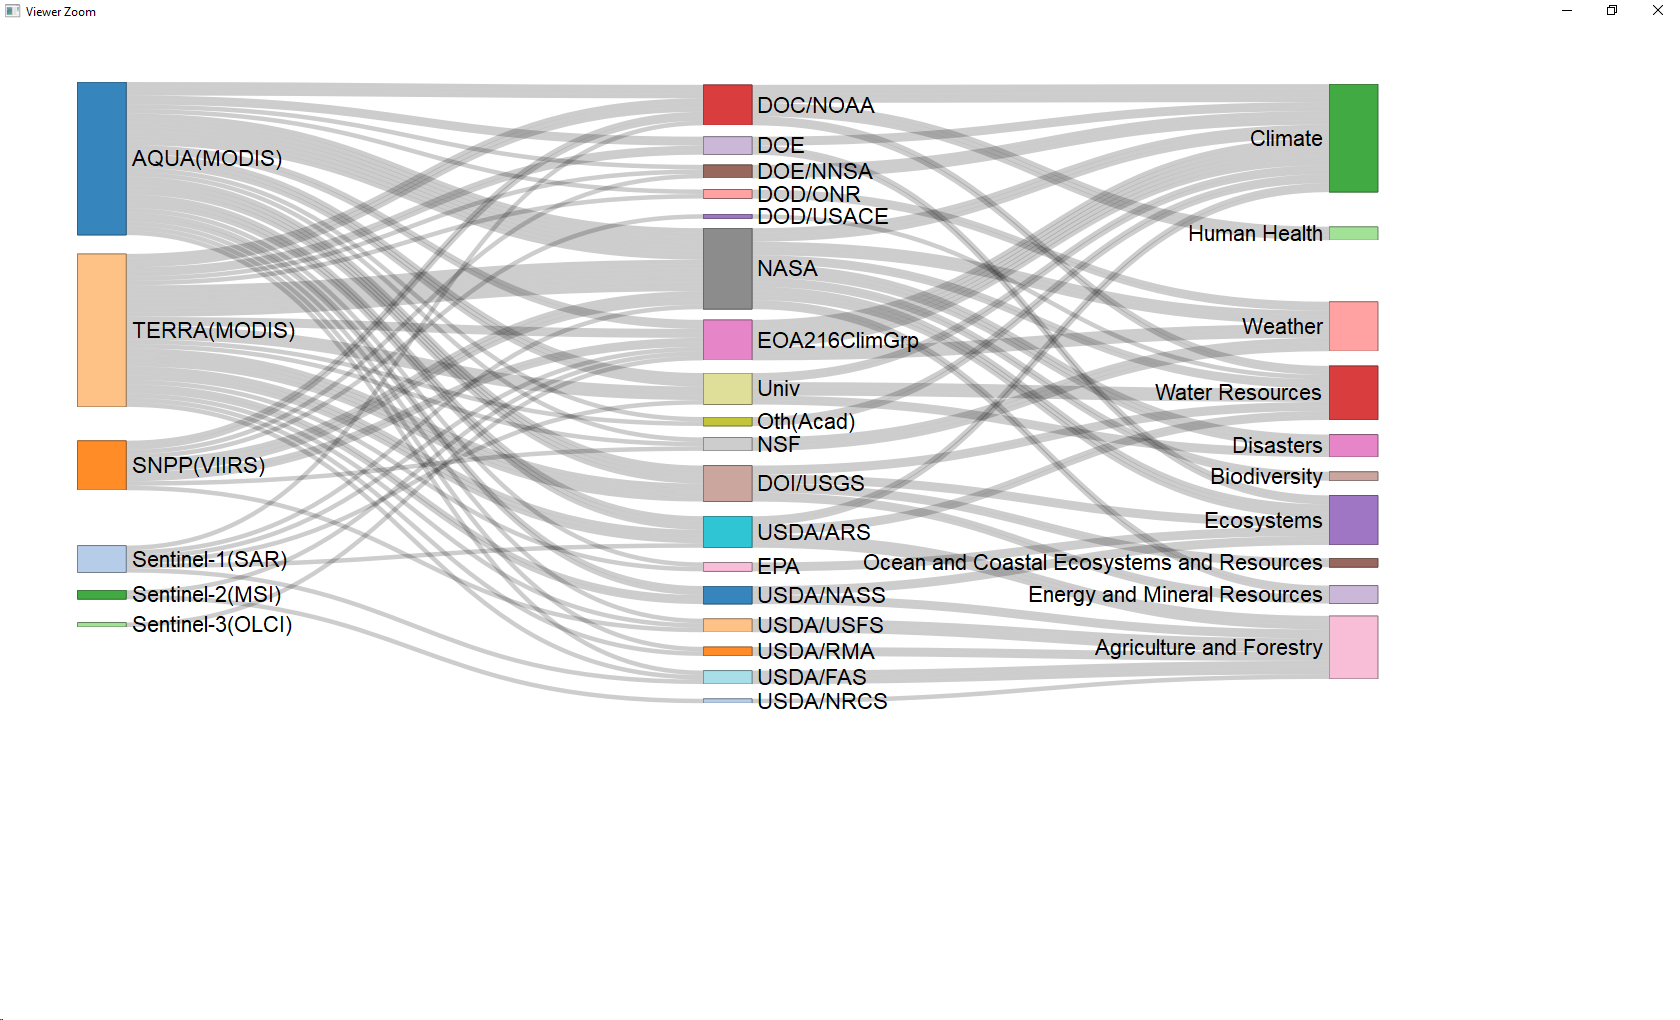 Viewer Zoom
AQUA(MODIS)
TERRA(MODIS)
SNPP(VIIRS)
Sentinel-1(SAR)
Sentinel-2(MSI)
Sentinel-3(OLCI)
DOC/NOAA
DOE
DOE/NNSA
DOD/ONR
DOD/USACE
NASA
EOA216ClimGrp
Univ
Oth(Acad)
NSF
DOI/USGS
USDA/ARS
EPA
USDA/NASS
USDA/USFS
USDA/RMA
USDA/FAS
USDA/NRCS
Climate
Human Health
Weather
Water Resources
Disasters
Biodiversity
Ecosystems
Ocean and Coastal Ecosystems and Resources
Energy and Mineral Resources
Agriculture and Forestry